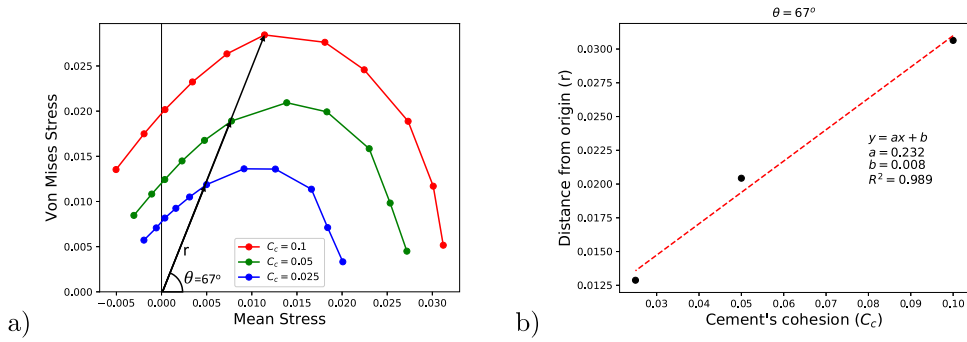 a)
Von Mises Stress
0.025
0.020
0.015
0.010
0.005
0.000
r
θ=67°
C_c = 0.1
C_c = 0.05
C_c = 0.025
−0.005 0.000 0.005 0.010 0.015 0.020 0.025 0.030
Mean Stress
b)
θ = 67°
Distance from origin (r)
0.0300
0.0275
0.0250
0.0225
0.0200
0.0175
0.0150
0.0125
y = ax + b
a = 0.232
b = 0.008
R² = 0.989
0.03 0.04 0.05 0.06 0.07 0.08 0.09 0.10
Cement's cohesion (C_c)